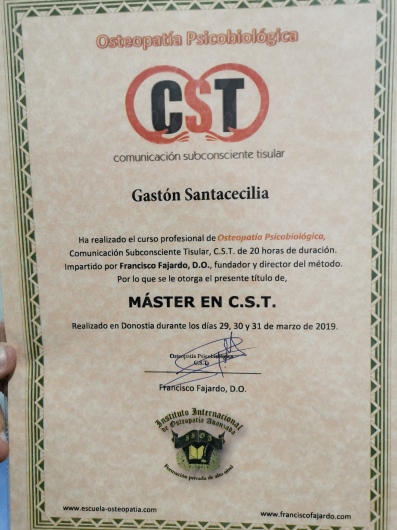 Osteopatía Psicobiológica
CST
comunicación subconsciente tisular
Gastón Santacecilia
Ha realizado el curso profesional de Osteopatía Psicobiológica,
Comunicación Subconsciente Tisular, C.S.T. de 20 horas de duración.
Impartido por Francisco Fajardo, D.O., fundador y director del método.
Por lo que se le otorga el presente título de,
MÁSTER EN C.S.T.
Realizado en Donostia durante los días 29, 30 y 31 de marzo de 2019.
Osteopatía Psicobiológica
C.S.T.
Francisco Fajardo, D.O.
Instituto Internacional
de Osteopatía Avanzada
Formación privada de alto nivel
www.escuela-osteopatia.com
www.franciscofajardo.com